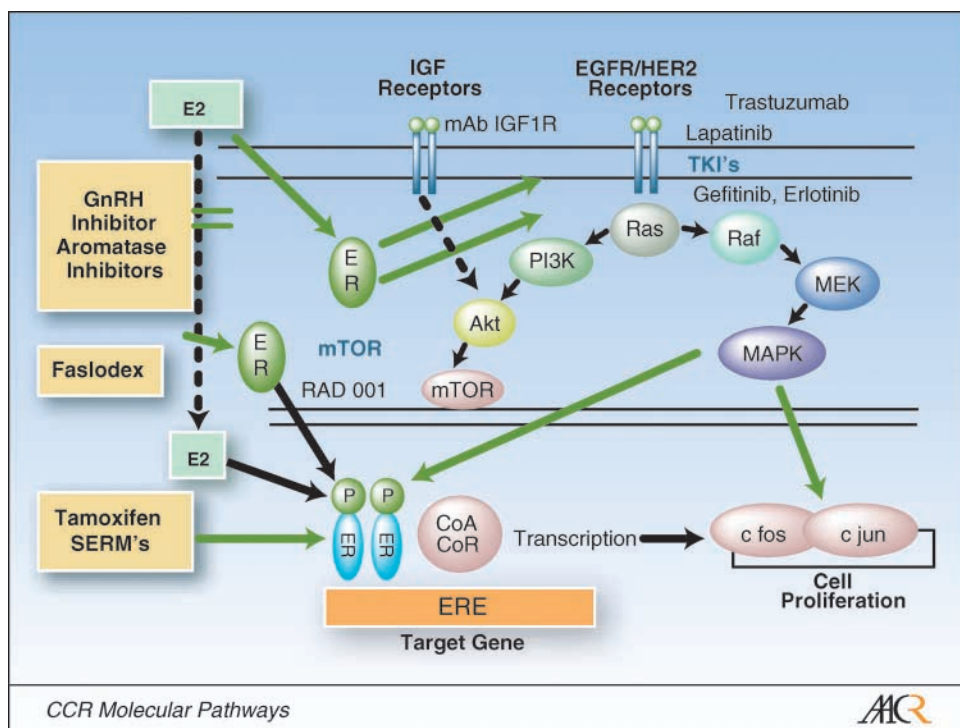 IGF
Receptors
EGFR/HER2
Receptors
E2
mAb IGF1R
Trastuzumab
Lapatinib
TKI's
Gefitinib, Erlotinib
GnRH
Inhibitor
Aromatase
Inhibitors
E
R
PI3K
Ras
Raf
MEK
Akt
MAPK
E
R
mTOR
RAD 001
mTOR
Faslodex
E2
P
P
ER
ER
Tamoxifen
SERM's
CoA
CoR
Transcription
c fos
c jun
Cell
Proliferation
ERE
Target Gene
CCR Molecular Pathways
AACR